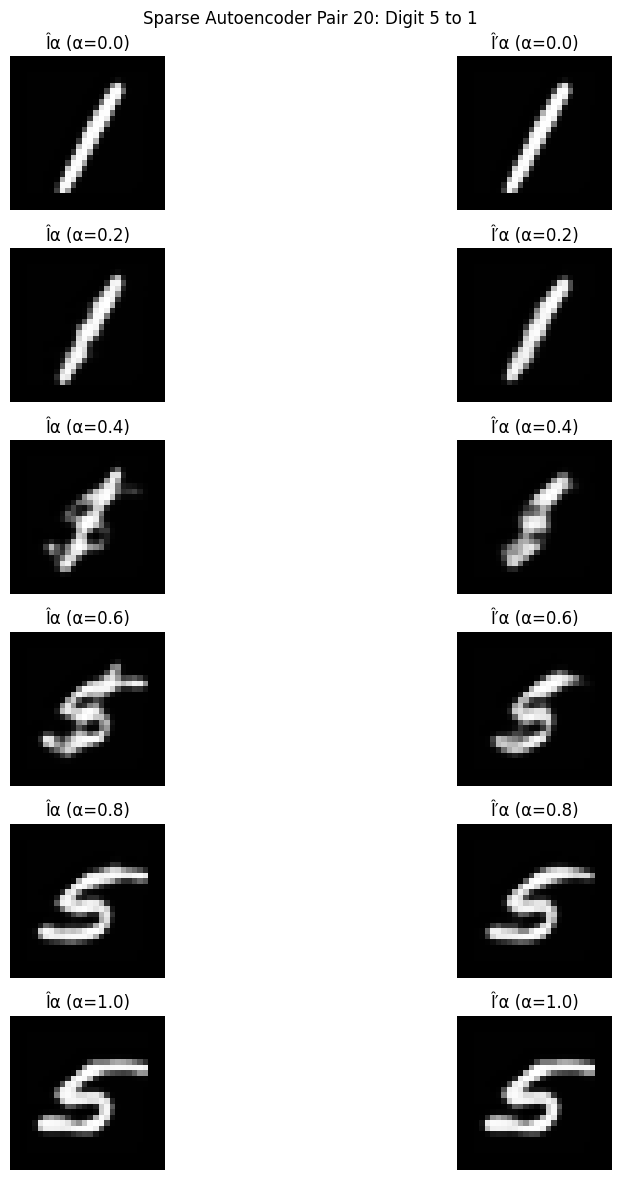 Sparse Autoencoder Pair 20: Digit 5 to 1
Îα (α=0.0) Î′α (α=0.0)
Îα (α=0.2) Î′α (α=0.2)
Îα (α=0.4) Î′α (α=0.4)
Îα (α=0.6) Î′α (α=0.6)
Îα (α=0.8) Î′α (α=0.8)
Îα (α=1.0) Î′α (α=1.0)